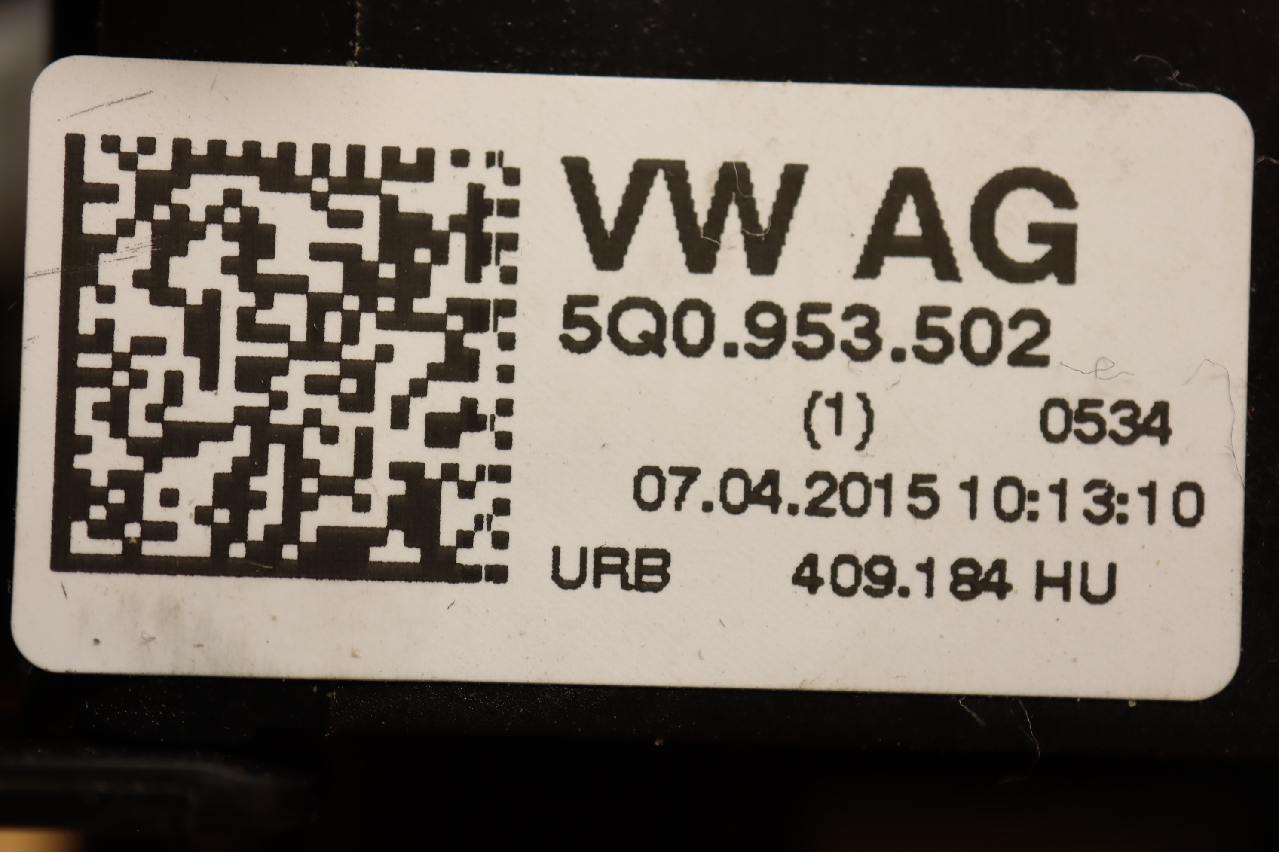 VW AG
5Q0.953.502
(1) 0534
07.04.2015 10:13:10
URB 409.184 HU